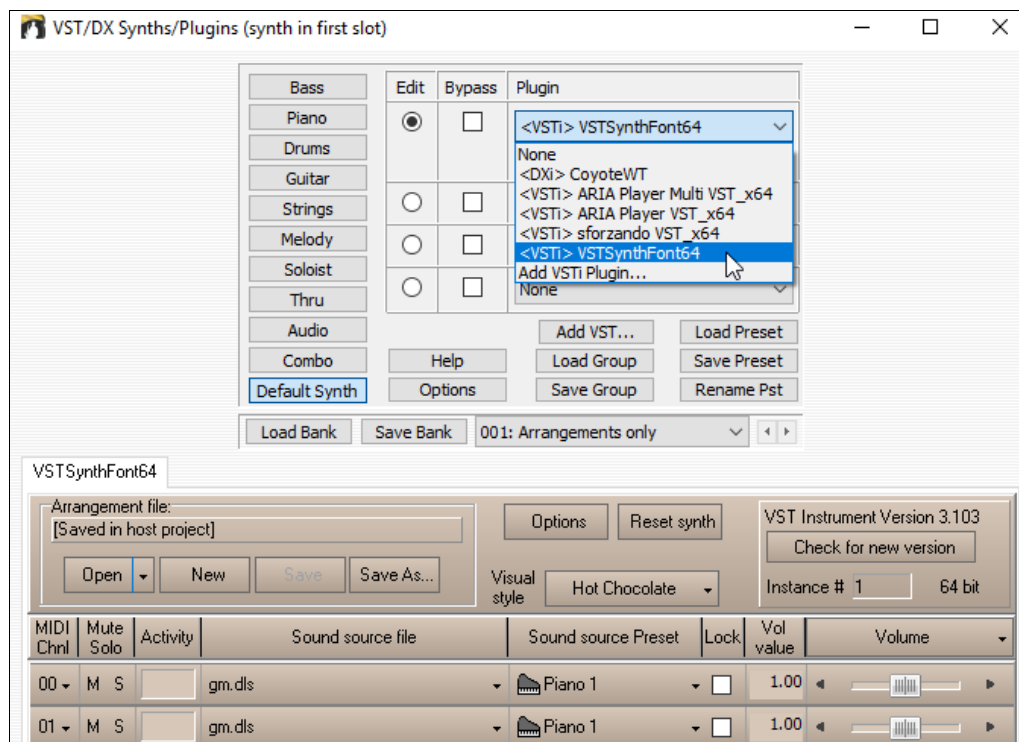 VST/DX Synths/Plugins (synth in first slot)
Bass
Edit Bypass Plugin
Piano
<VSTi> VSTSynthFont64
Drums
None
Guitar
<DXi> CoyoteWT
<VSTi> ARIA Player Multi VST_x64
Strings
<VSTi> ARIA Player VST_x64
<VSTi> sforzando VST_x64
Melody
<VSTi> VSTSynthFont64
Soloist
Add VSTi Plugin...
Thru
None
Audio
Add VST... Load Preset
Combo Help Load Group Save Preset
Default Synth Options Save Group Rename Pst
Load Bank Save Bank 001: Arrangements only
VSTSynthFont64
Arrangement file:
[Saved in host project]
Open New Save Save As...
Options Reset synth
Visual style Hot Chocolate
VST Instrument Version 3.103
Check for new version
Instance # 1 64 bit
MIDI Chnl Mute Solo Activity Sound source file Sound source Preset Lock Vol value Volume
00 M S gm.dls Piano 1 1.00
01 M S gm.dls Piano 1 1.00